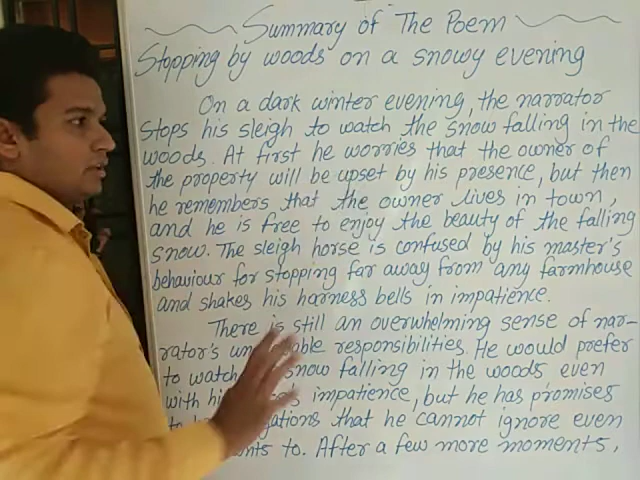 Summary of The Poem
Stopping by woods on a snowy evening
On a dark winter evening, the narrator
stops his sleigh to watch the snow falling in the
woods. At first he worries that the owner of
the property will be upset by his presence, but then
he remembers that the owner lives in town,
and he is free to enjoy the beauty of the falling
snow. The sleigh horse is confused by his master's
behaviour for stopping far away from any farmhouse
and shakes his harness bells in impatience.
There is still an overwhelming sense of nar-
rator's responsibilities. He would prefer
to watch snow falling in the woods even
with impatience, but he has promises
that he cannot ignore even
to. After a few more moments,